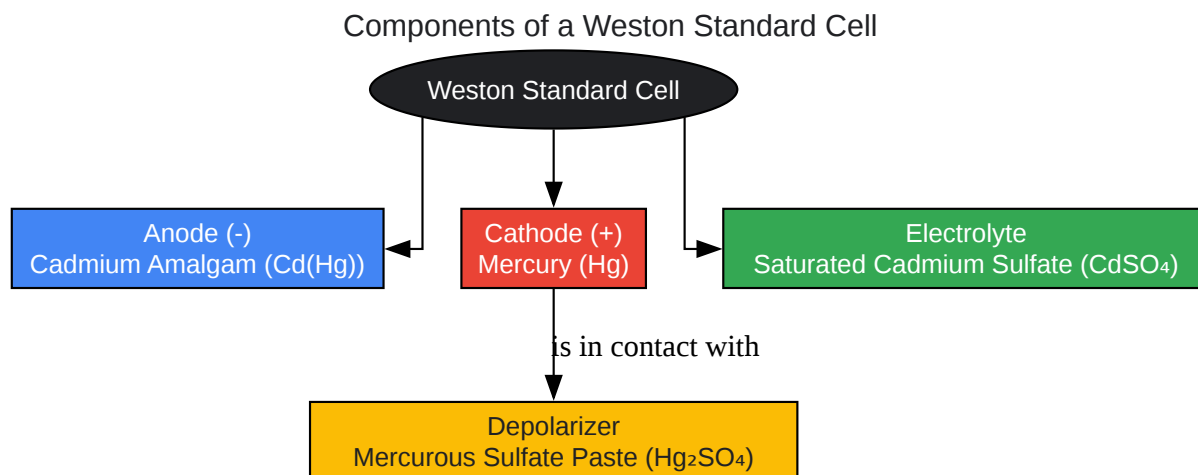 Components of a Weston Standard Cell
Weston Standard Cell
Anode (-)
Cadmium Amalgam (Cd(Hg))
Cathode (+)
Mercury (Hg)
Electrolyte
Saturated Cadmium Sulfate (CdSO₄)
is in contact with
Depolarizer
Mercurous Sulfate Paste (Hg₂SO₄)